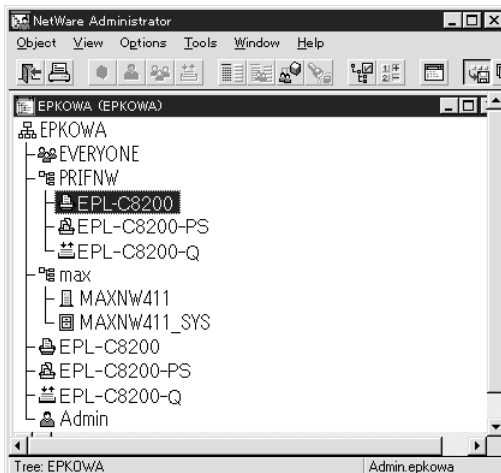 NetWare Administrator
Object View Options Tools Window Help
EPKOWA (EPKOWA)
EPKOWA
EVERYONE
PRIFNW
EPL-C8200
EPL-C8200-PS
EPL-C8200-Q
max
MAXNW411
MAXNW411_SYS
EPL-C8200
EPL-C8200-PS
EPL-C8200-Q
Admin
Tree: EPKOWA Admin.epkowa